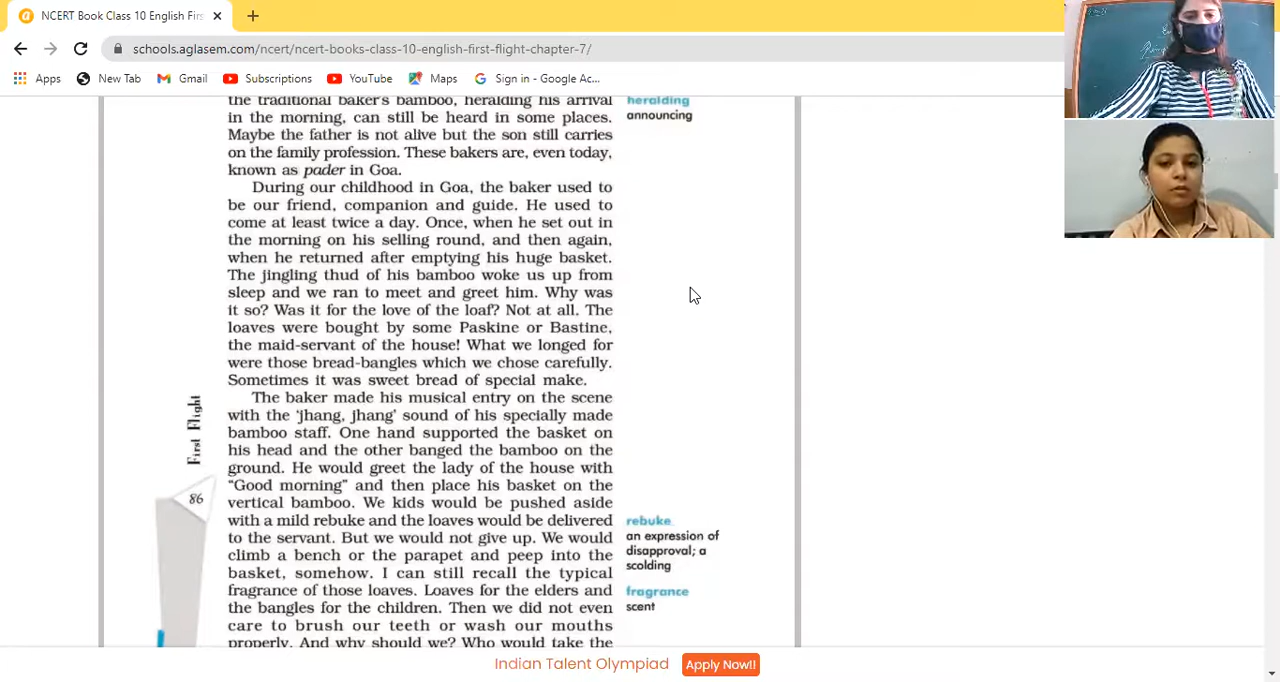 NCERT Book Class 10 English Firs
schools.aglasem.com/ncert/ncert-books-class-10-english-first-flight-chapter-7/
Apps
New Tab
Gmail
Subscriptions
YouTube
Maps
Sign in - Google Ac...
the traditional baker's bamboo, heralding his arrival
in the morning, can still be heard in some places.
Maybe the father is not alive but the son still carries
on the family profession. These bakers are, even today,
known as pader in Goa.
heralding
announcing
During our childhood in Goa, the baker used to
be our friend, companion and guide. He used to
come at least twice a day. Once, when he set out in
the morning on his selling round, and then again,
when he returned after emptying his huge basket.
The jingling thud of his bamboo woke us up from
sleep and we ran to meet and greet him. Why was
it so? Was it for the love of the loaf? Not at all. The
loaves were bought by some Paskine or Bastine,
the maid-servant of the house! What we longed for
were those bread-bangles which we chose carefully.
Sometimes it was sweet bread of special make.
The baker made his musical entry on the scene
with the 'jhang, jhang' sound of his specially made
bamboo staff. One hand supported the basket on
his head and the other banged the bamboo on the
ground. He would greet the lady of the house with
"Good morning" and then place his basket on the
vertical bamboo. We kids would be pushed aside
with a mild rebuke and the loaves would be delivered
to the servant. But we would not give up. We would
climb a bench or the parapet and peep into the
basket, somehow. I can still recall the typical
fragrance of those loaves. Loaves for the elders and
the bangles for the children. Then we did not even
care to brush our teeth or wash our mouths
properly. And why should we? Who would take the
rebuke
an expression of
disapproval; a
scolding
fragrance
scent
First Flight
86
Indian Talent Olympiad
Apply Now!!